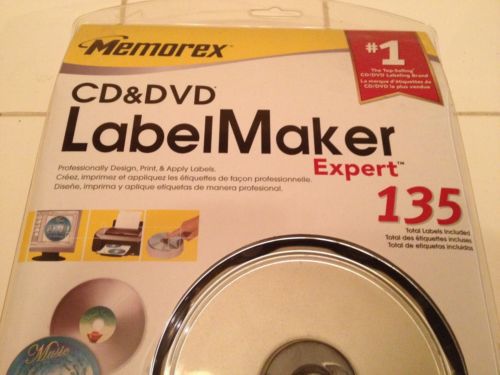 Memorex
#1
The Top-Selling
CD/DVD Labeling Brand
La marque d'étiquettes de
CD/DVD la plus vendue
CD&DVD
LabelMaker
Expert™
Professionally Design, Print, & Apply Labels.
Créez, imprimez et appliquez les étiquettes de façon professionnelle.
Diseñe, imprima y aplique etiquetas de manera profesional.
135
Total Labels Included
Total des étiquettes incluses
Total de etiquetas incluidas
Music